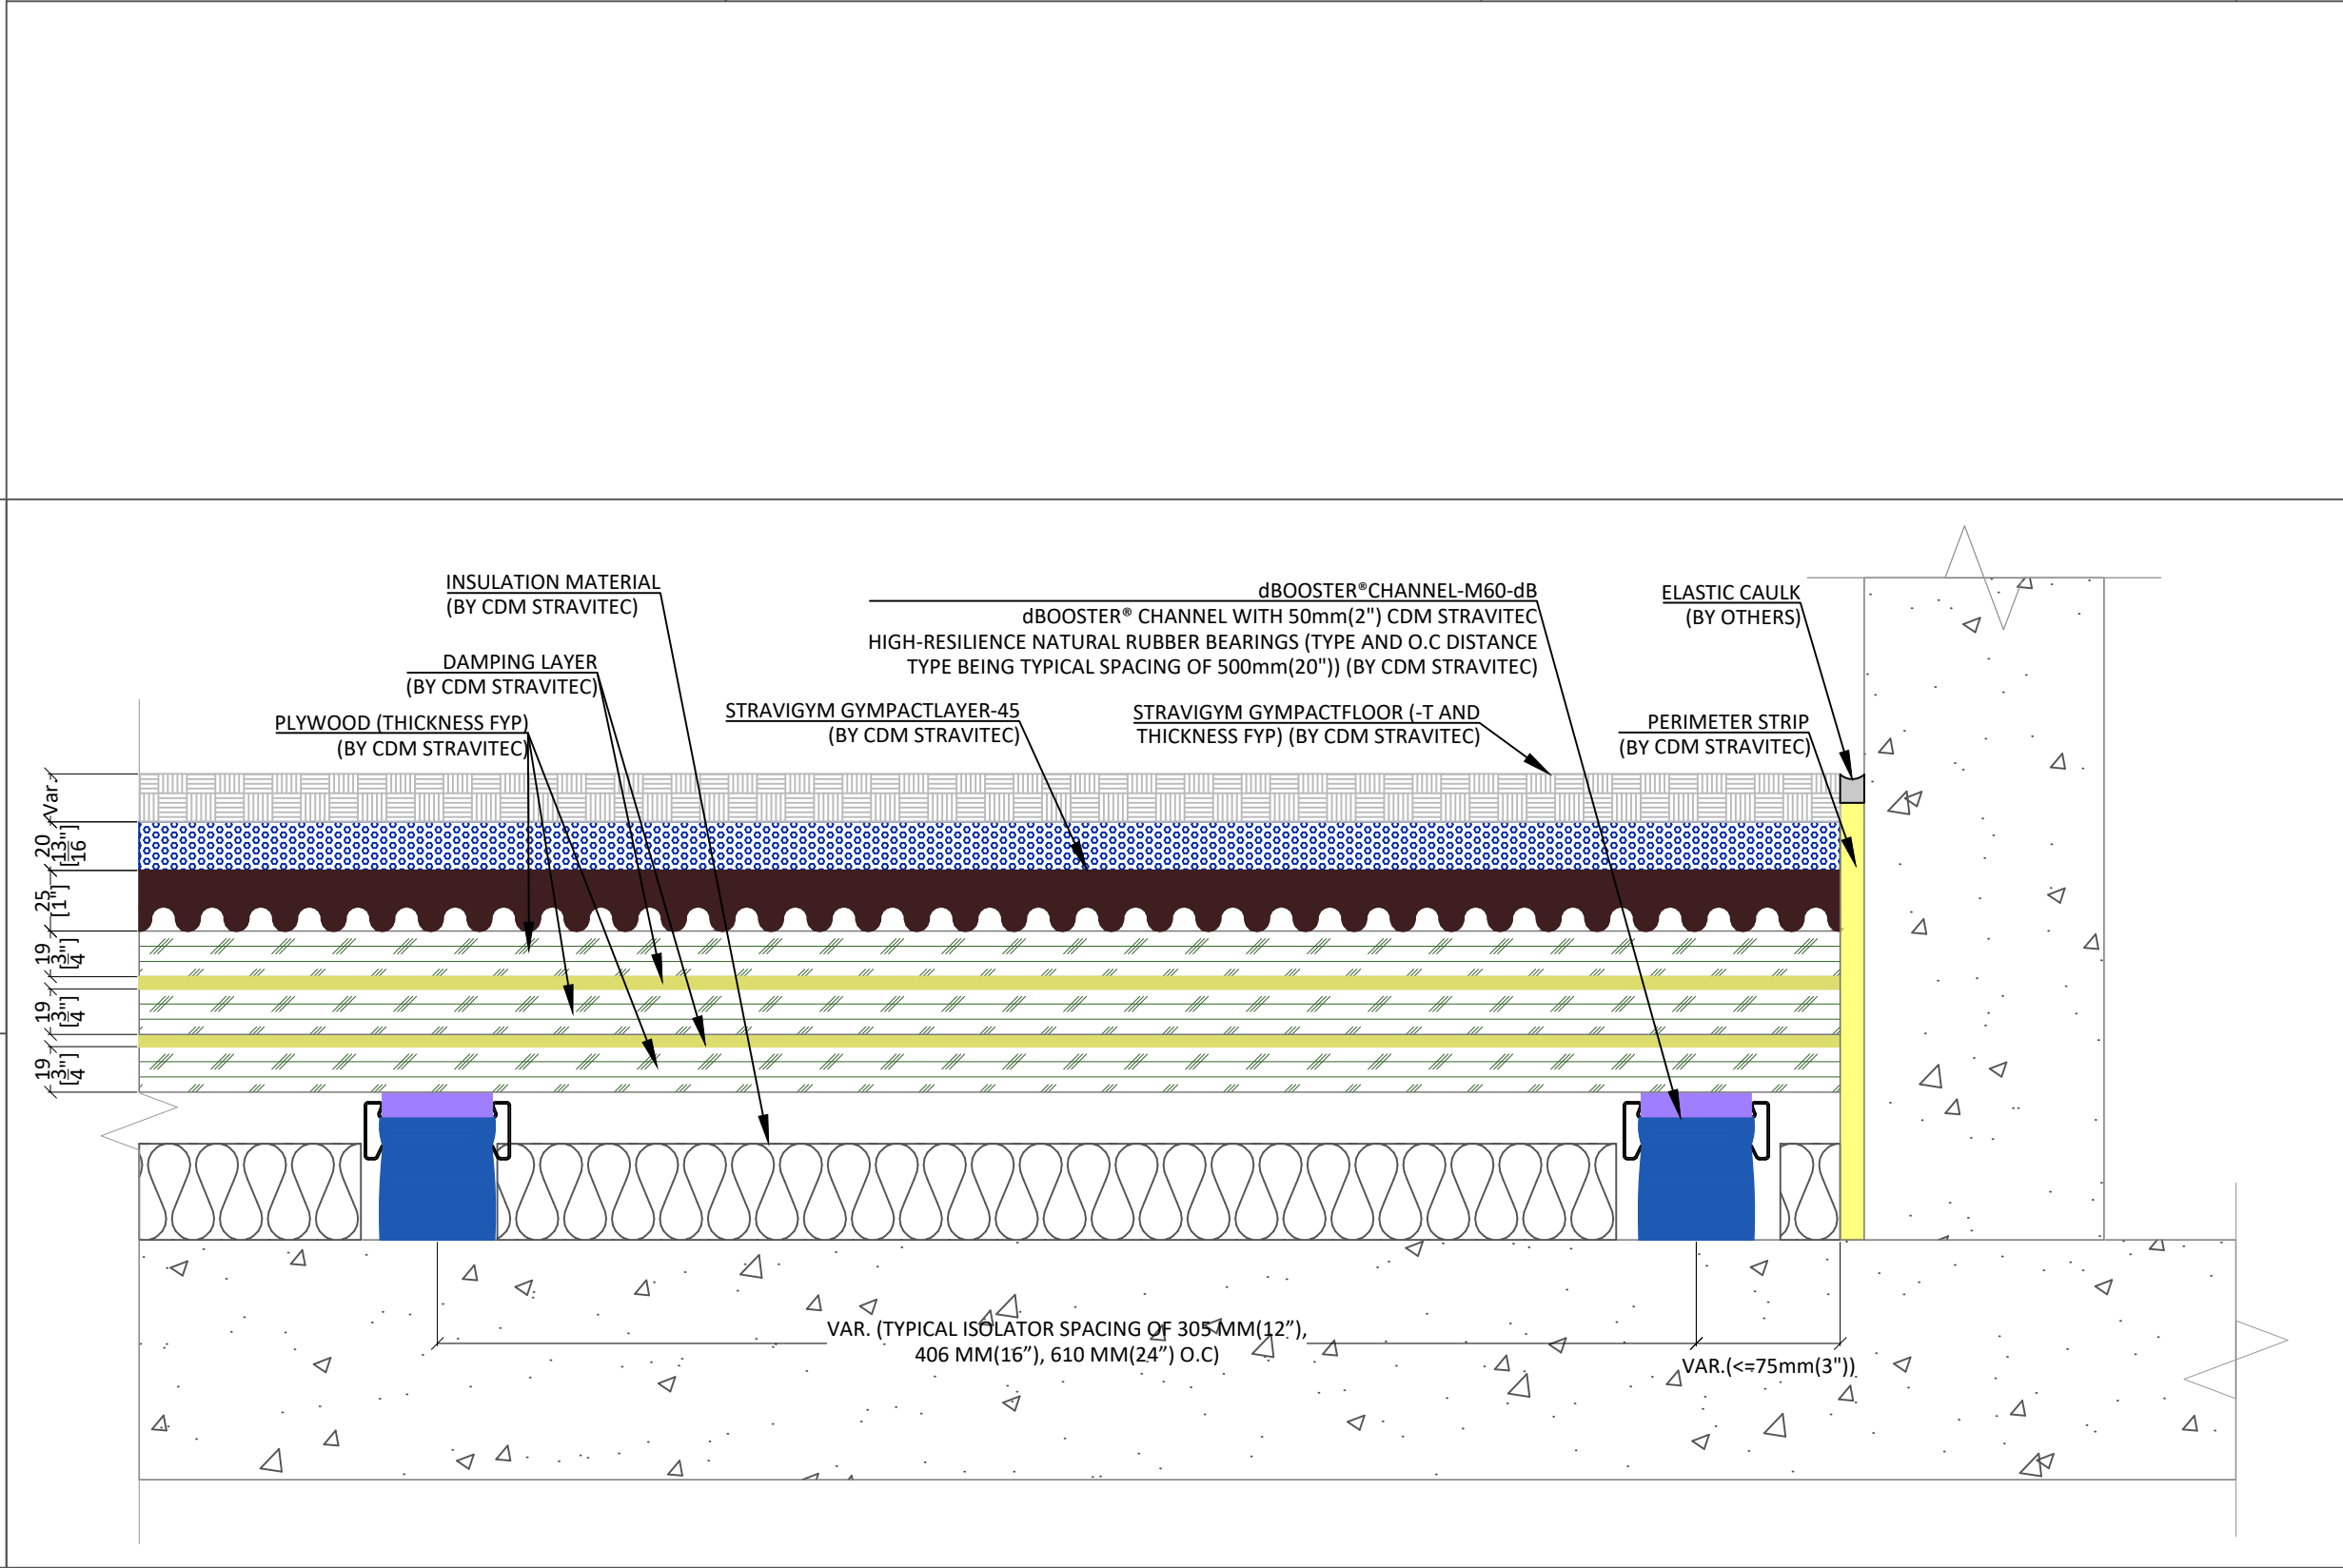 INSULATION MATERIAL
(BY CDM STRAVITEC)
DAMPING LAYER
(BY CDM STRAVITEC)
PLYWOOD (THICKNESS FYP)
(BY CDM STRAVITEC)
STRAVIGYM GYMPACTLAYER-45
(BY CDM STRAVITEC)
dBOOSTER®CHANNEL-M60-dB
dBOOSTER® CHANNEL WITH 50mm(2") CDM STRAVITEC
HIGH-RESILIENCE NATURAL RUBBER BEARINGS (TYPE AND O.C DISTANCE
TYPE BEING TYPICAL SPACING OF 500mm(20")) (BY CDM STRAVITEC)
STRAVIGYM GYMPACTFLOOR (-T AND
THICKNESS FYP) (BY CDM STRAVITEC)
ELASTIC CAULK
(BY OTHERS)
PERIMETER STRIP
(BY CDM STRAVITEC)
Var.
20
[13/16"]
25
[1"]
19
[3/4"]
19
[3/4"]
19
[3/4"]
VAR. (TYPICAL ISOLATOR SPACING OF 305 MM(12”),
406 MM(16”), 610 MM(24”) O.C)
VAR.(<=75mm(3"))